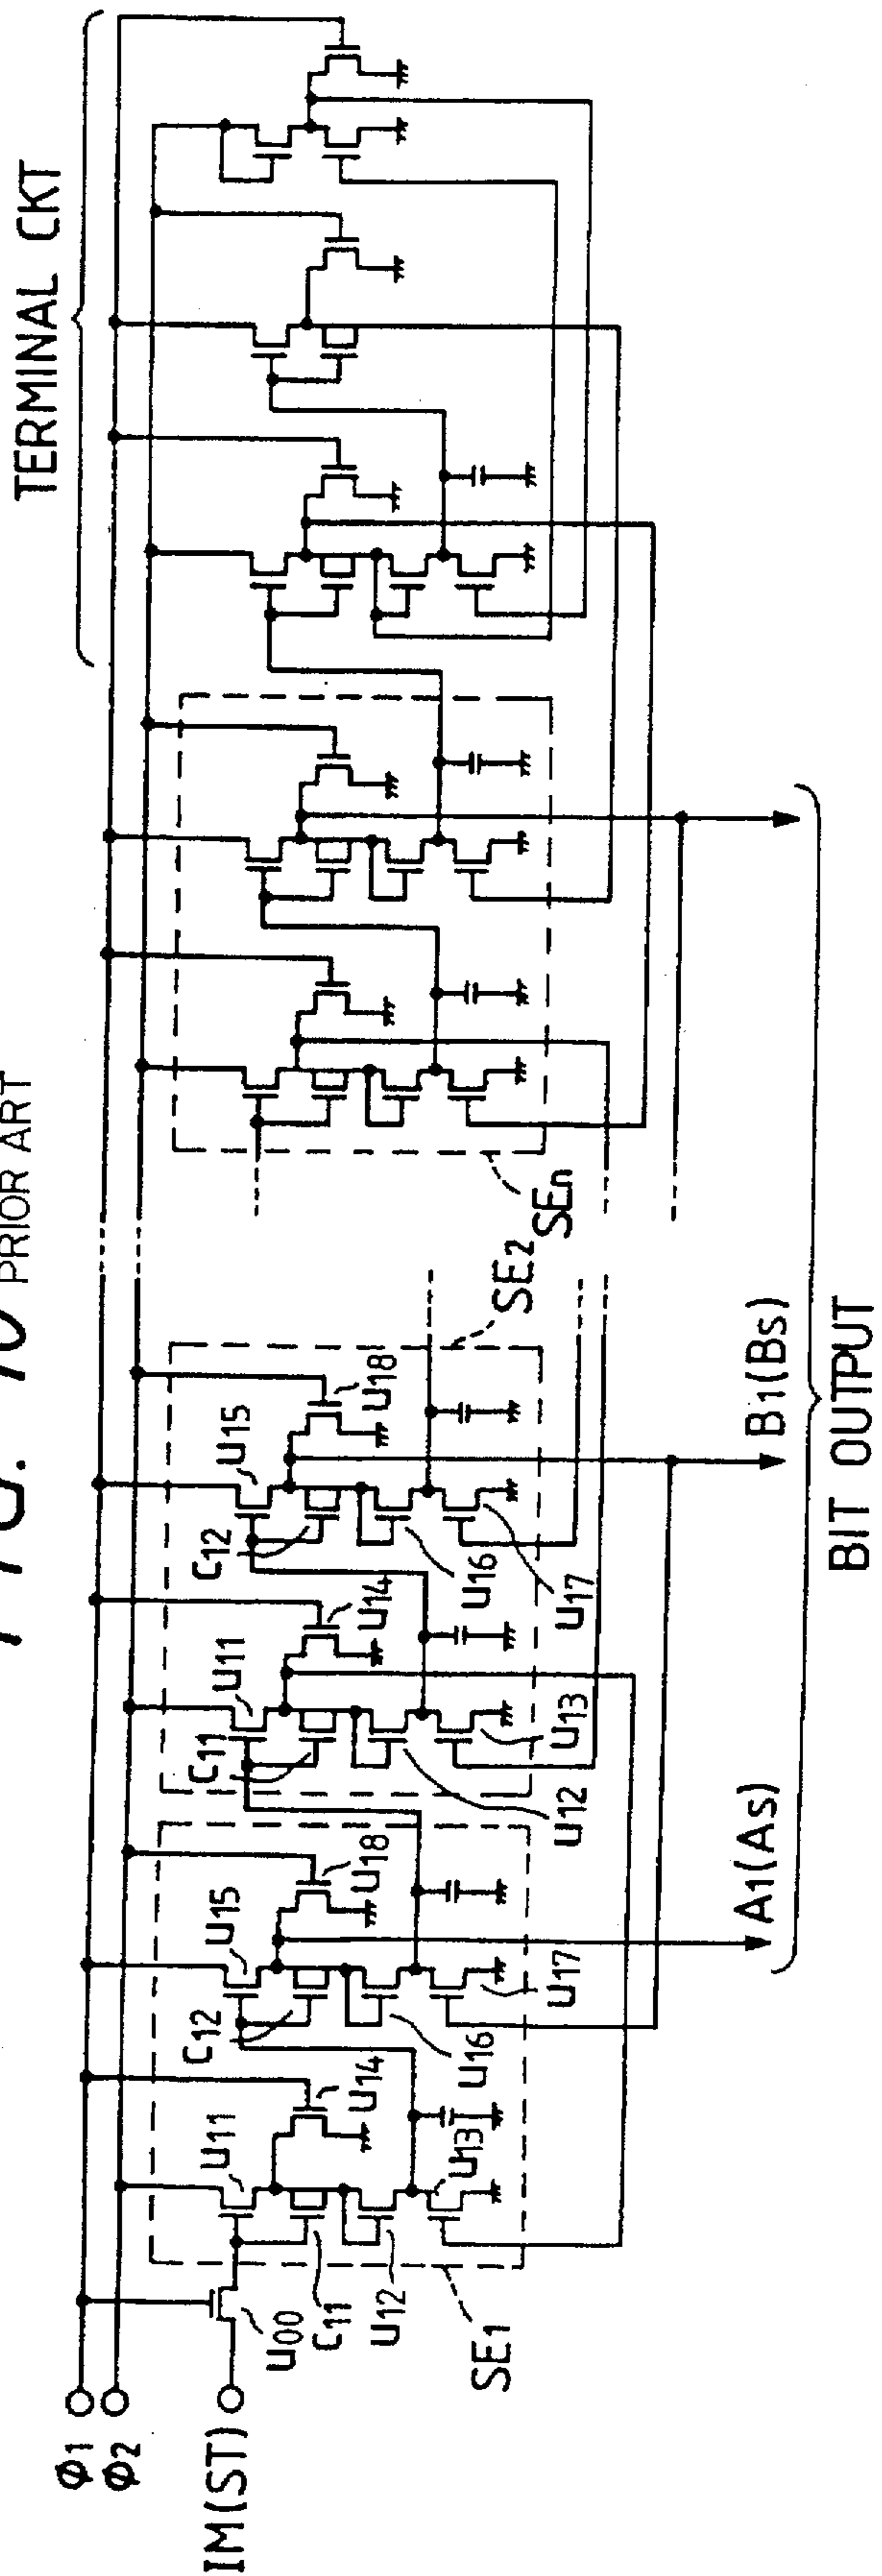 FIG. 10 PRIOR ART
TERMINAL CKT
Φ1
Φ2
IM(ST)
u00
C11
u12
SE1
u11
u14
u13
C12
u15
u18
u16
u17
A1(As)
C11
u11
u14
u12
u13
C12
u15
u18
u16
u17
SE2
B1(Bs)
SEn
BIT OUTPUT